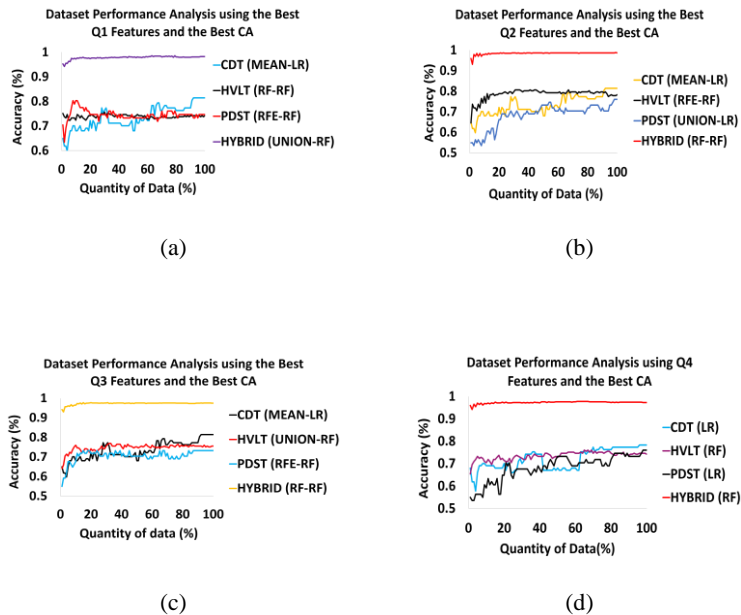 Dataset Performance Analysis using the Best
Q1 Features and the Best CA
Accuracy (%)
1
0.9
0.8
0.7
0.6
0 20 40 60 80 100
Quantity of Data (%)
CDT (MEAN-LR)
HVLT (RF-RF)
PDST (RFE-RF)
HYBRID (UNION-RF)
(a)
Dataset Performance Analysis using the Best
Q2 Features and the Best CA
Accuracy (%)
1
0.9
0.8
0.7
0.6
0.5
0 20 40 60 80 100
Quantity of Data (%)
CDT (MEAN-LR)
HVLT (RFE-RF)
PDST (UNION-LR)
HYBRID (RF-RF)
(b)
Dataset Performance Analysis using the Best
Q3 Features and the Best CA
Accuracy (%)
1
0.9
0.8
0.7
0.6
0.5
0 20 40 60 80 100
Quantity of data (%)
CDT (MEAN-LR)
HVLT (UNION-RF)
PDST (RFE-RF)
HYBRID (RF-RF)
(c)
Dataset Performance Analysis using Q4
Features and the Best CA
Accuracy (%)
1
0.9
0.8
0.7
0.6
0.5
0 20 40 60 80 100
Quantity of Data(%)
CDT (LR)
HVLT (RF)
PDST (LR)
HYBRID (RF)
(d)